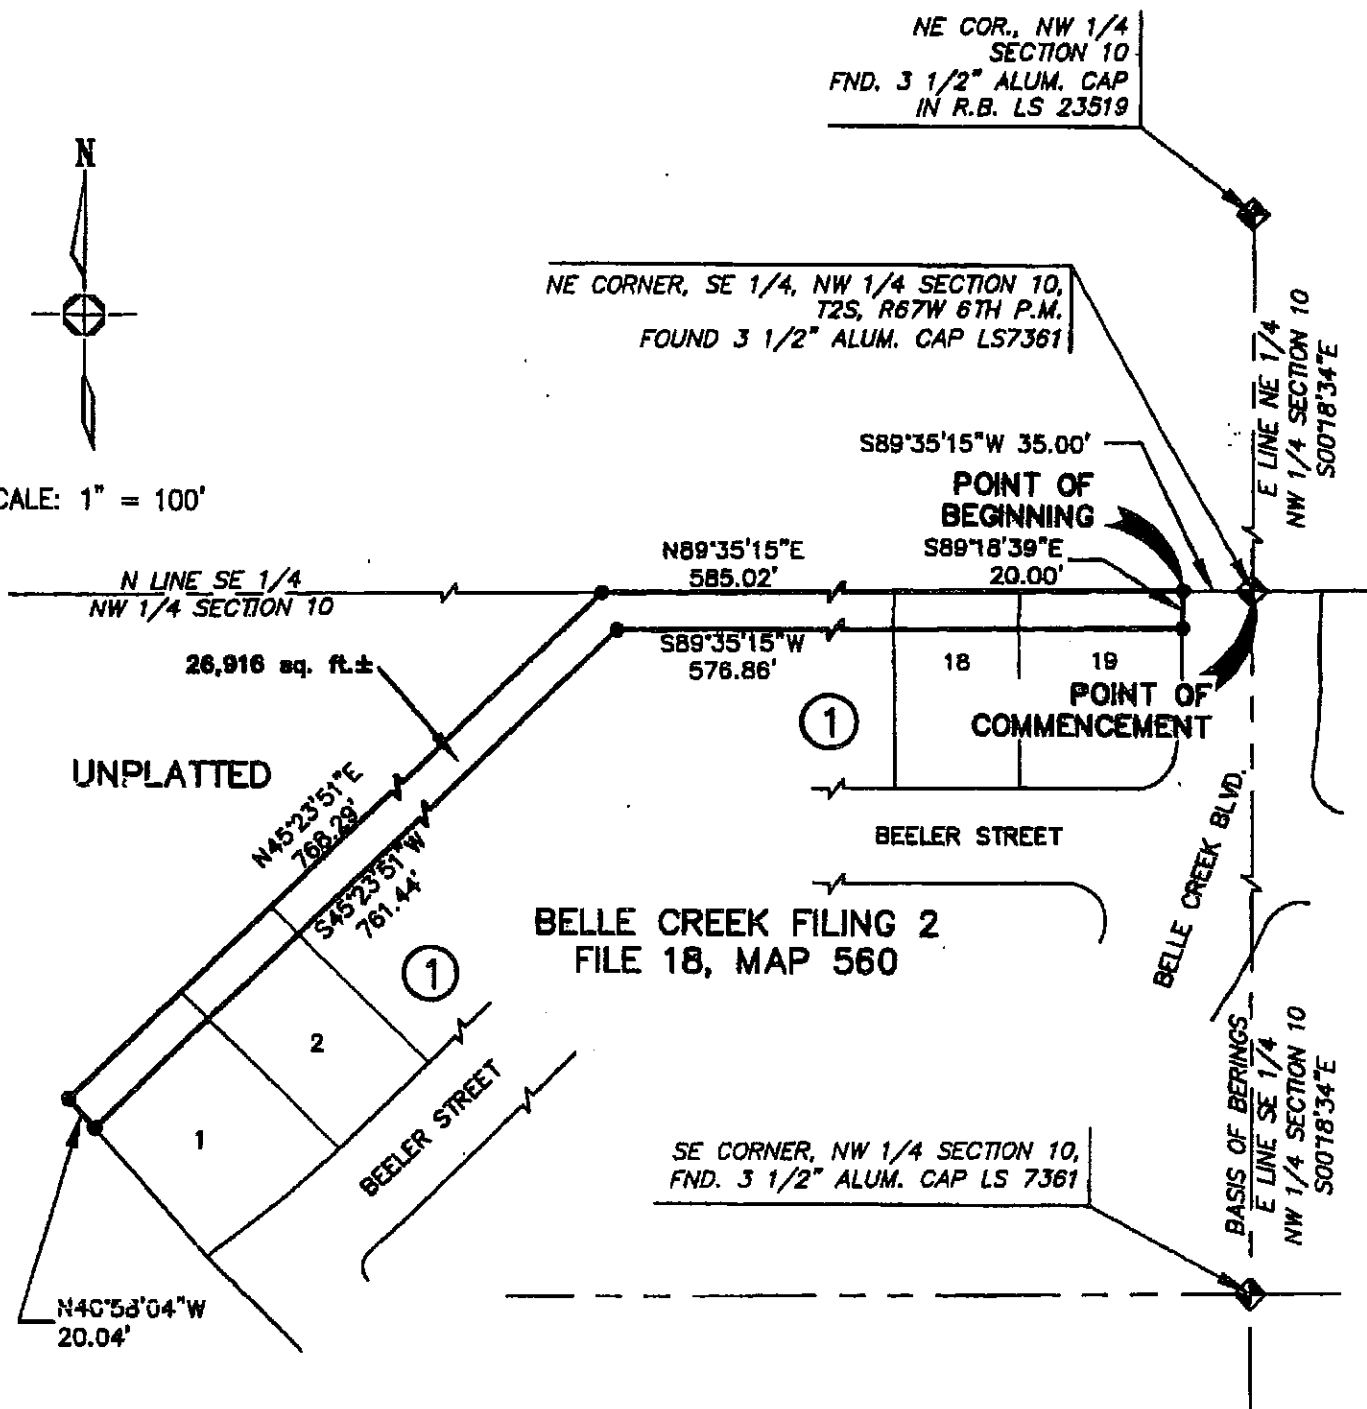 NE COR., NW 1/4
SECTION 10
FND. 3 1/2" ALUM. CAP
IN R.B. LS 23519
N
NE CORNER, SE 1/4, NW 1/4 SECTION 10,
T2S, R67W 6TH P.M.
FOUND 3 1/2" ALUM. CAP LS7361
E LINE NE 1/4
NW 1/4 SECTION 10
S00°18'34"E
S89°35'15"W 35.00'
CALE: 1" = 100'
POINT OF
BEGINNING
N89°35'15"E
585.02'
S89°18'39"E
20.00'
N LINE SE 1/4
NW 1/4 SECTION 10
S89°35'15"W
576.86'
26,916 sq. ft.±
18
19
POINT OF
COMMENCEMENT
1
UNPLATTED
N45°23'51"E
768.29'
S45°23'51"W
761.44'
BEELER STREET
BELLE CREEK BLVD.
BELLE CREEK FILING 2
FILE 18, MAP 560
1
2
1
BEELER STREET
BASIS OF BERINGS
E LINE SE 1/4
NW 1/4 SECTION 10
S00°18'34"E
SE CORNER, NW 1/4 SECTION 10,
FND. 3 1/2" ALUM. CAP LS 7361
20.04'